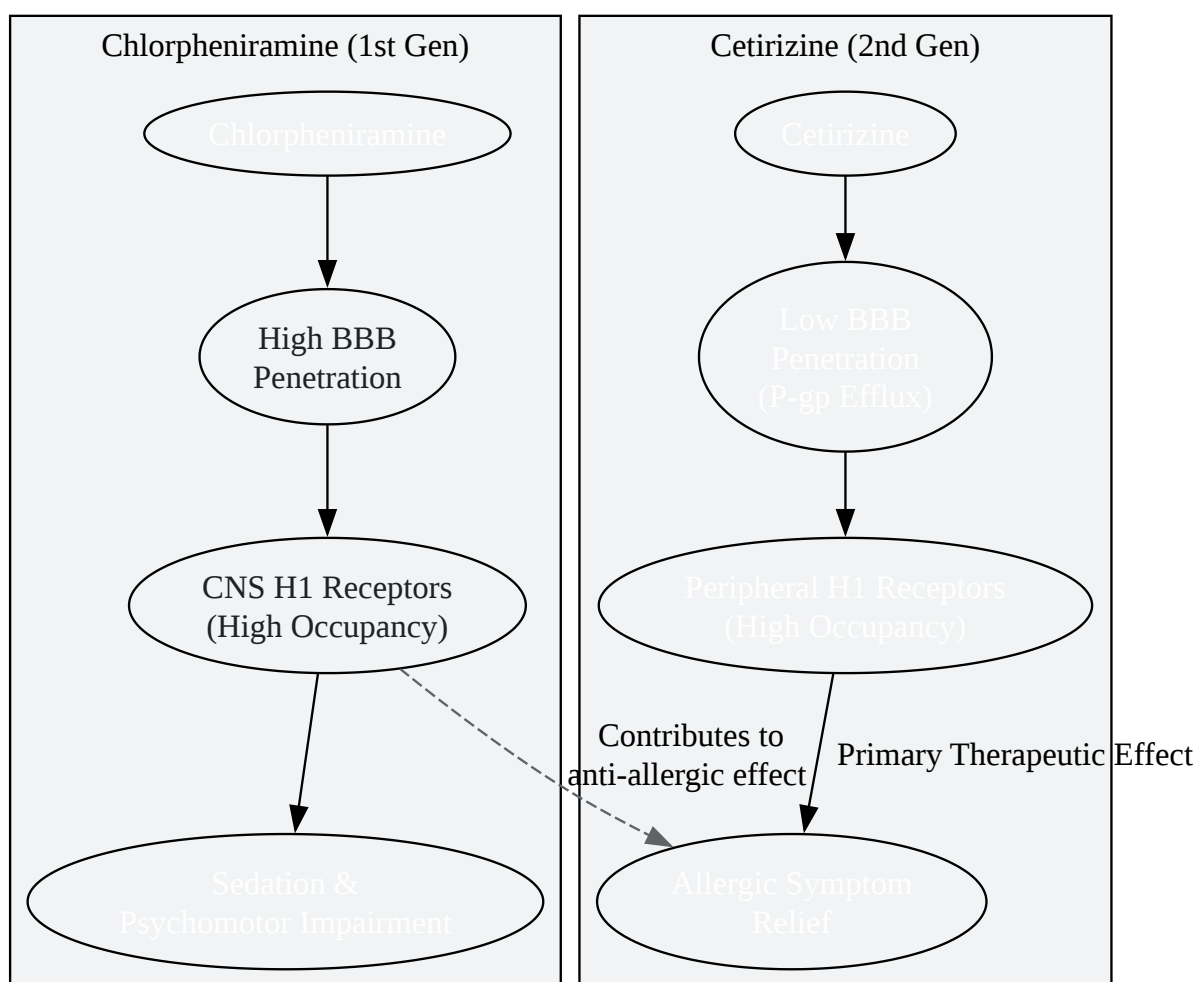 Chlorpheniramine (1st Gen)
Chlorpheniramine
High BBB
Penetration
CNS H1 Receptors
(High Occupancy)
Sedation &
Psychomotor Impairment
Cetirizine (2nd Gen)
Cetirizine
Low BBB
Penetration
(P-gp Efflux)
Peripheral H1 Receptors
(High Occupancy)
Contributes to
anti-allergic effect
Primary Therapeutic Effect
Allergic Symptom
Relief